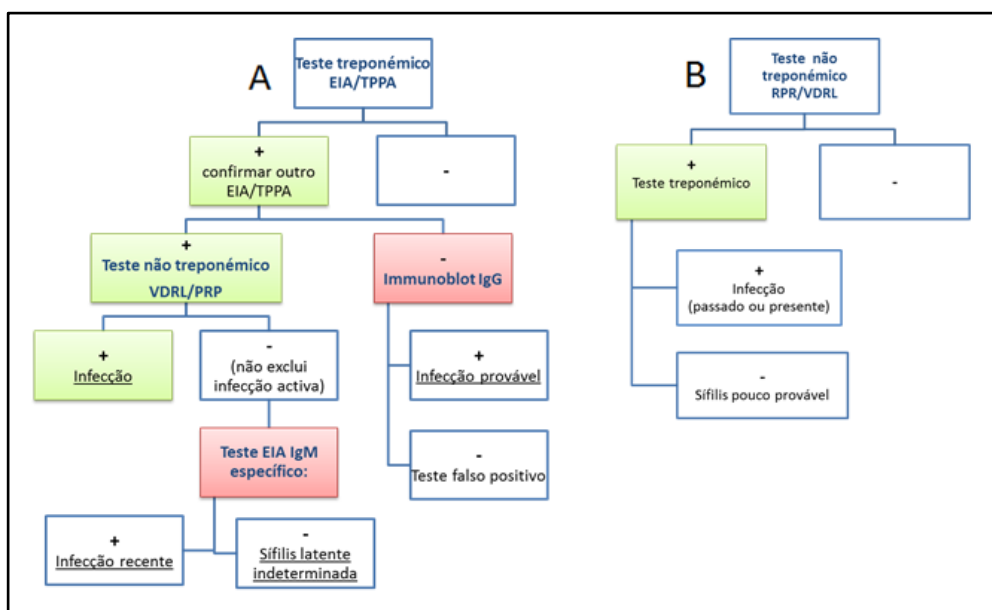 A
Teste treponémico
EIA/TPPA
+
confirmar outro
EIA/TPPA
-
+
Teste não treponémico
VDRL/PRP
-
Immunoblot IgG
+
Infecção
-
(não exclui
infecção activa)
+
Infecção provável
Teste EIA IgM
específico:
-
Teste falso positivo
+
Infecção recente
-
Sífilis latente
indeterminada
B
Teste não
treponémico
RPR/VDRL
+
Teste treponémico
-
+
Infecção
(passado ou presente)
-
Sífilis pouco provável